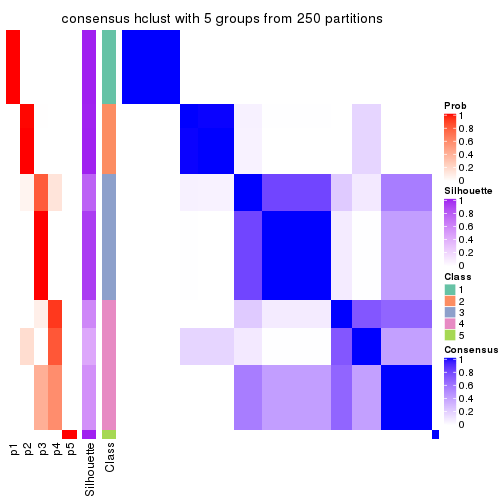 consensus hclust with 5 groups from 250 partitions
Prob
1
0.8
0.6
0.4
0.2
0
Silhouette
1
0.8
0.6
0.4
0.2
0
Class
1
2
3
4
5
Consensus
1
0.8
0.6
0.4
0.2
0
p1
p2
p3
p4
p5
Silhouette
Class